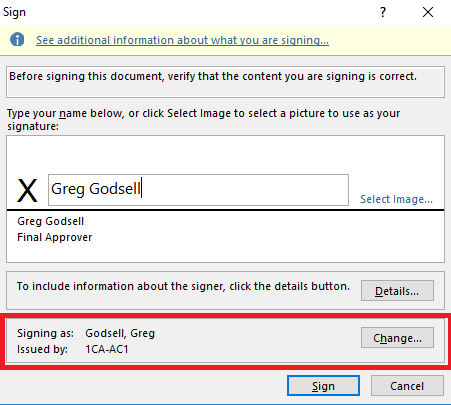 Sign
?
See additional information about what you are signing...
Before signing this document, verify that the content you are signing is correct.
Type your name below, or click Select Image to select a picture to use as your
signature:
X Greg Godsell
Select Image...
Greg Godsell
Final Approver
To include information about the signer, click the details button. Details...
Signing as: Godsell, Greg
Issued by: 1CA-AC1
Change...
Sign Cancel